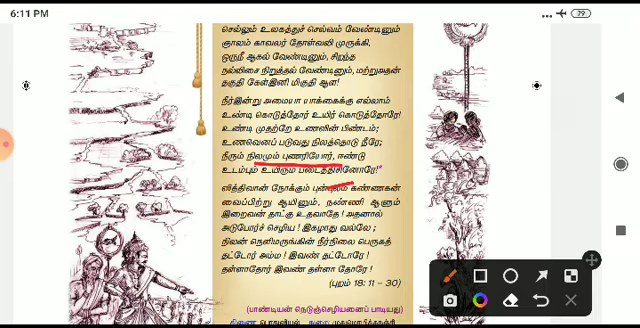 6:11 PM
79
செல்லும் உலகத்துச் செல்வம் வேண்டினும்
ஞாலம் காவலர் தோள்வலி முருக்கி,
ஒருநீ ஆகல் வேண்டினும், சிறந்த
நல்லிசை நிறுத்தல் வேண்டினும், மற்றுஅதன்
தகுதி கேள்இனி மிகுதி ஆள!
நீர்இன்று அமையா யாக்கைக்கு எல்லாம்
உண்டி கொடுத்தோர் உயிர் கொடுத்தோரே!
உண்டி முதற்றே உணவின் பிண்டம்;
உணவெனப் படுவது நிலத்தொடு நீரே;
நீரும் நிலமும் புணரியோர், ஈண்டு
உடம்பும் உயிரும் படைத்திசினோரே!*
வித்திவான் நோக்கும் புன்புலம் கண்ணகன்
வைப்பிற்று ஆயினும், நண்ணி ஆளும்
இறைவன் தாட்கு உதவாதே! அதனால்
அடுபோர்ச் செழிய! இகழாது வல்லே;
நிலன் நெளிமருங்கின் நீர்நிலை பெருகத்
தட்டோர் அம்ம! இவண் தட்டோரே!
தள்ளாதோர் இவண் தள்ளா தோரே!
(புறம் 18: 11 – 30)
(பாண்டியன் நெடுஞ்செழியனைப் பாடியது)